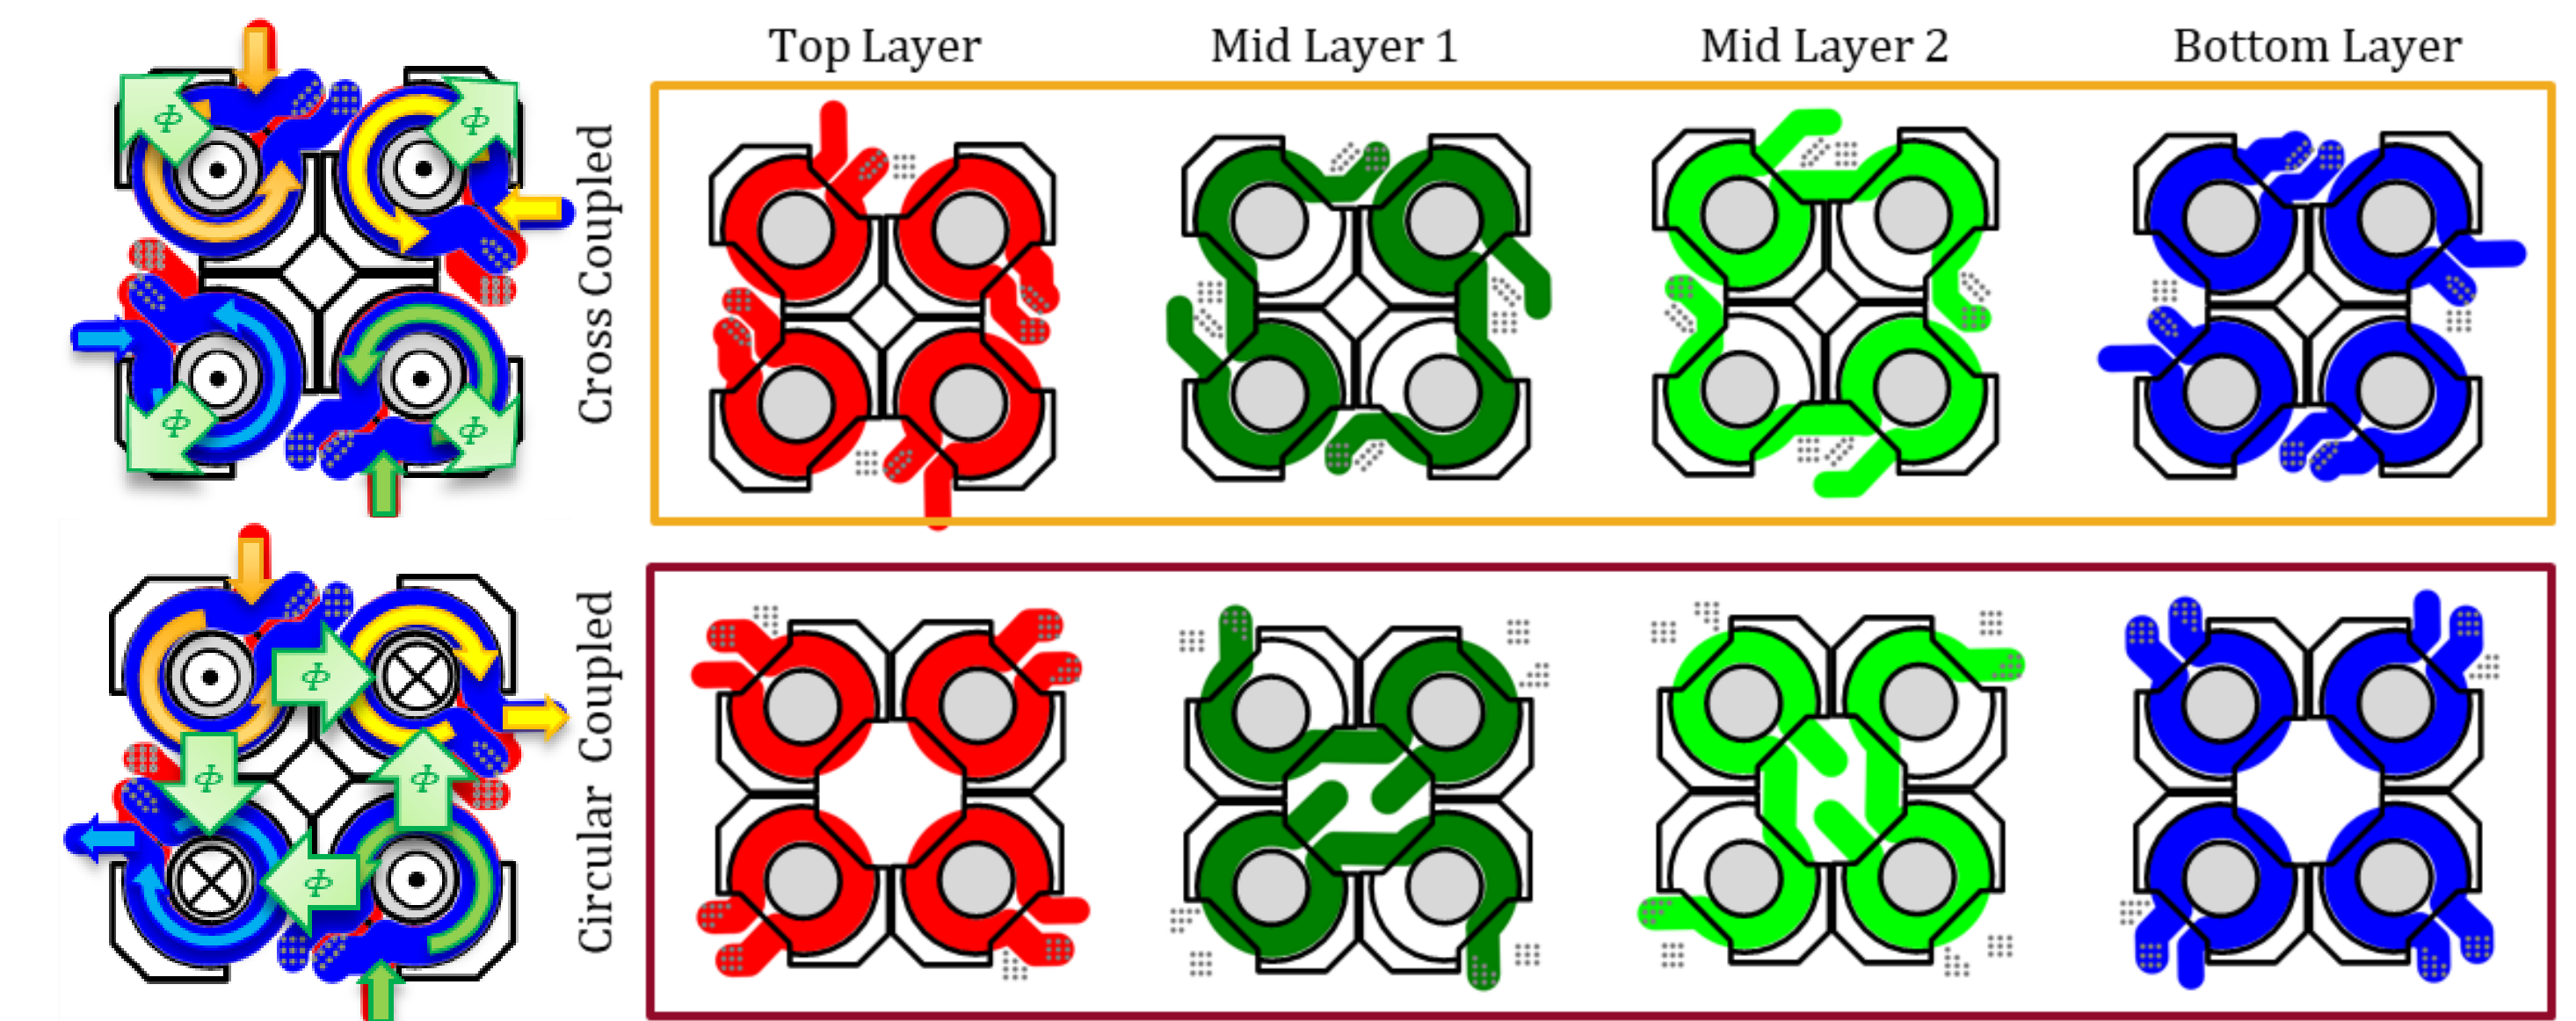 Top Layer
Mid Layer 1
Mid Layer 2
Bottom Layer
Cross Coupled
Φ
Φ
Φ
Φ
Circular Coupled
Φ
Φ
Φ
Φ